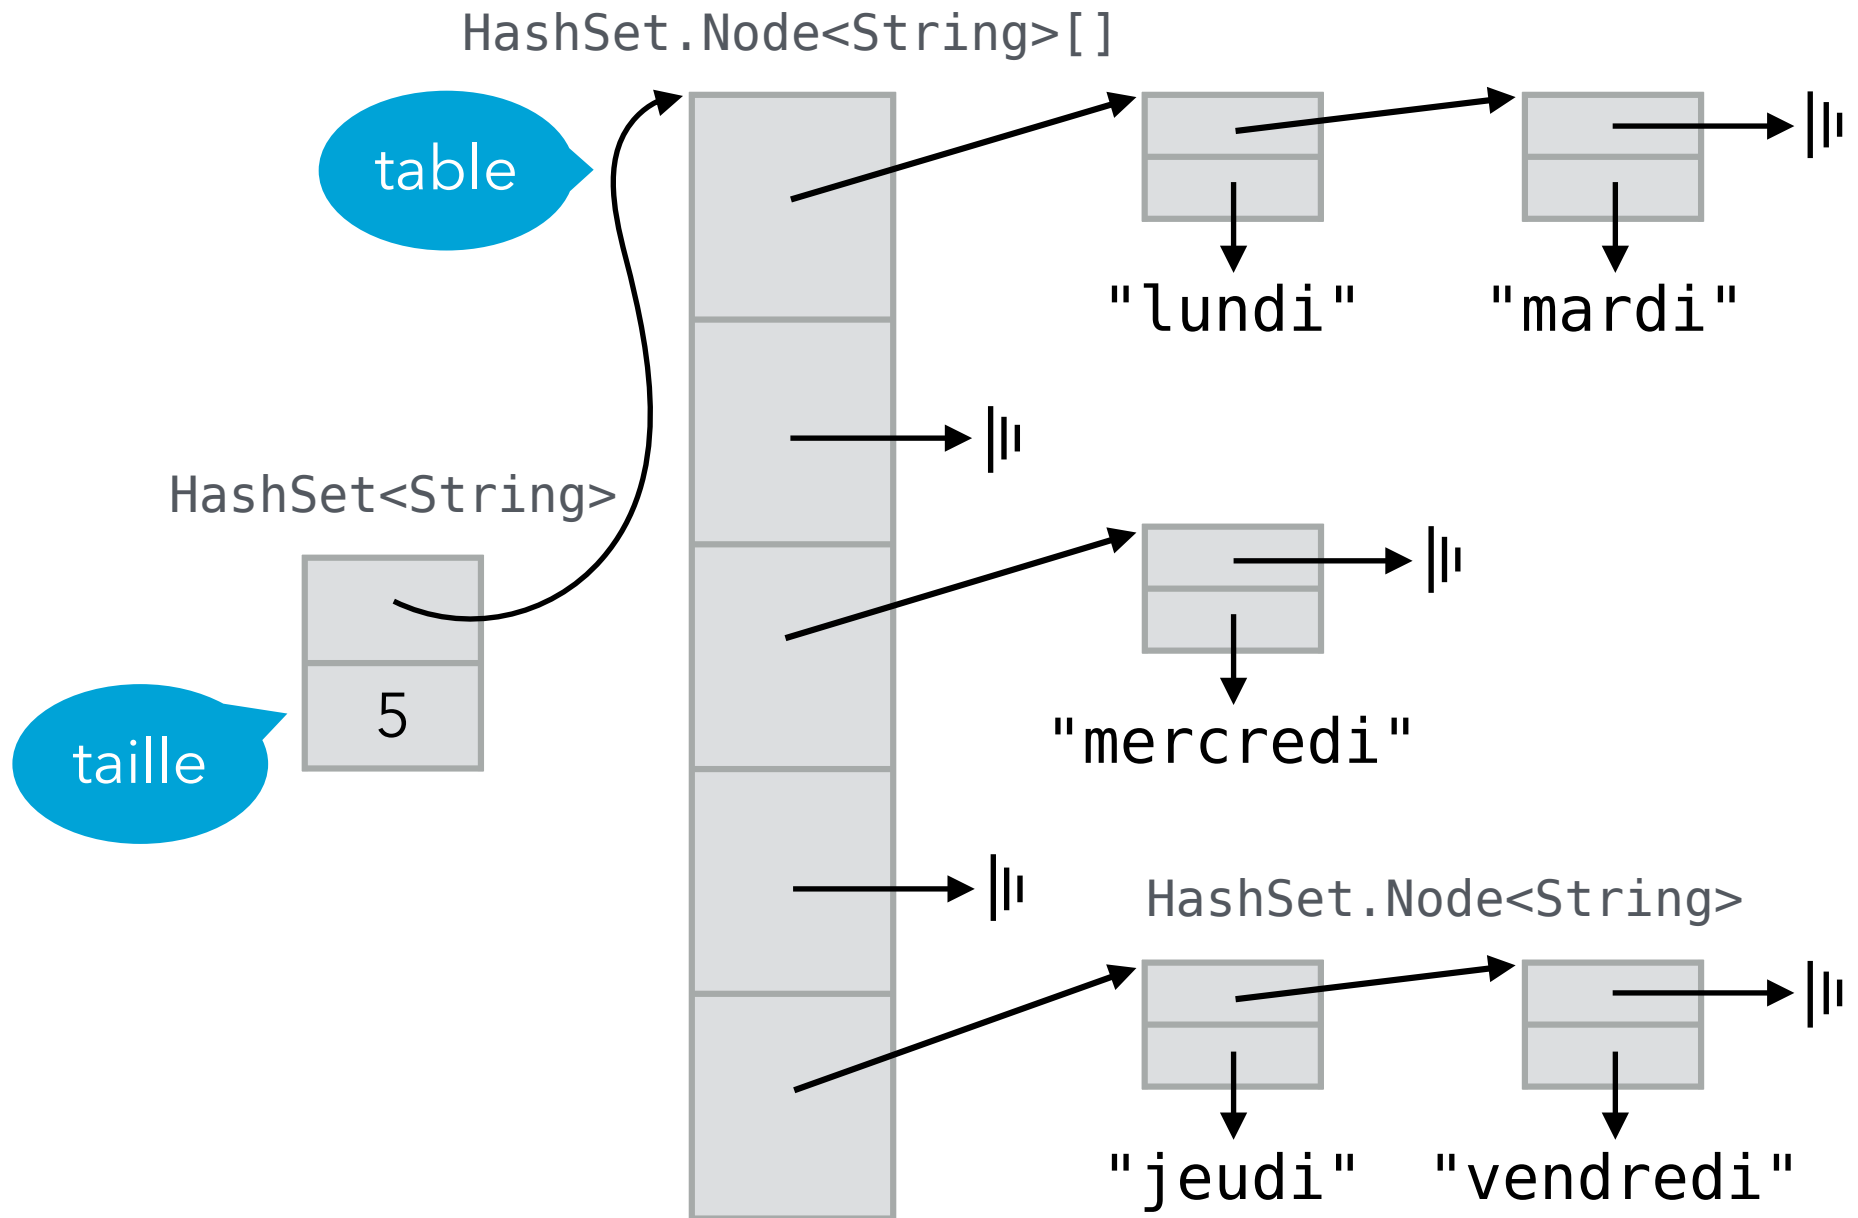 HashSet.Node<String>[]
table
"lundi"
"mardi"
HashSet<String>
5
taille
"mercredi"
HashSet.Node<String>
"jeudi"
"vendredi"